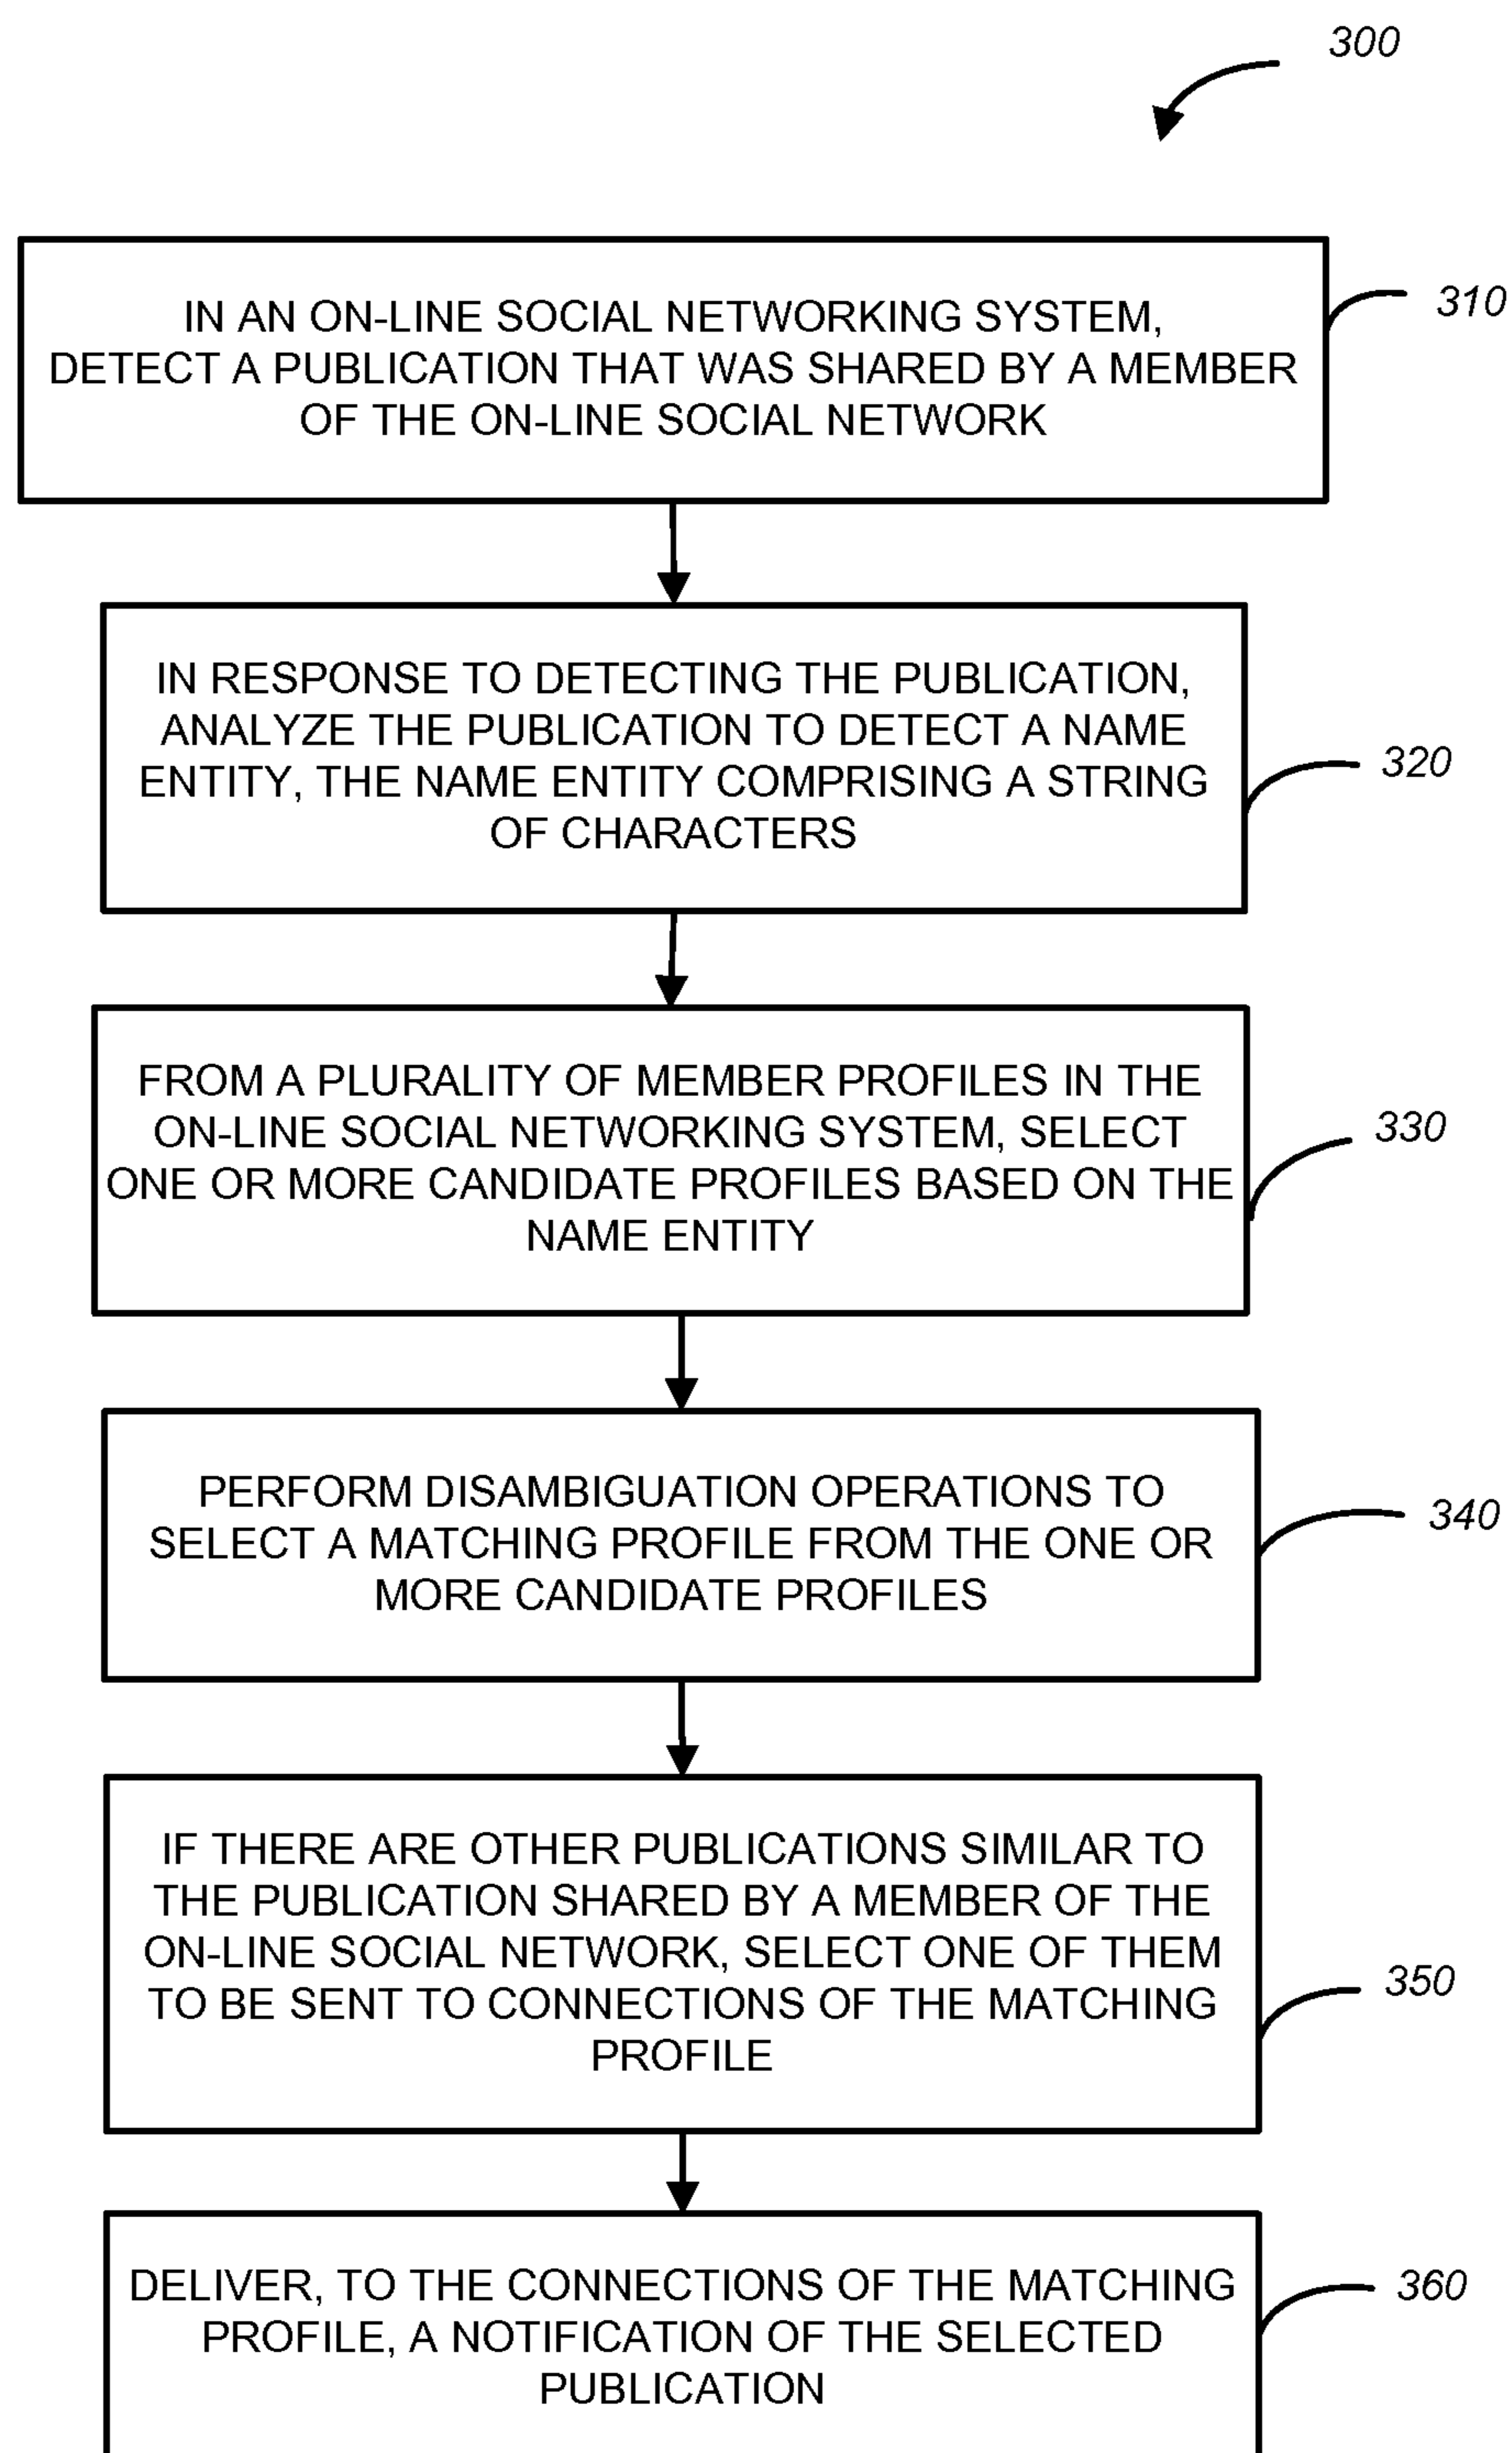 300
IN AN ON-LINE SOCIAL NETWORKING SYSTEM,
DETECT A PUBLICATION THAT WAS SHARED BY A MEMBER
OF THE ON-LINE SOCIAL NETWORK
310
IN RESPONSE TO DETECTING THE PUBLICATION,
ANALYZE THE PUBLICATION TO DETECT A NAME
ENTITY, THE NAME ENTITY COMPRISING A STRING
OF CHARACTERS
320
FROM A PLURALITY OF MEMBER PROFILES IN THE
ON-LINE SOCIAL NETWORKING SYSTEM, SELECT
ONE OR MORE CANDIDATE PROFILES BASED ON THE
NAME ENTITY
330
PERFORM DISAMBIGUATION OPERATIONS TO
SELECT A MATCHING PROFILE FROM THE ONE OR
MORE CANDIDATE PROFILES
340
IF THERE ARE OTHER PUBLICATIONS SIMILAR TO
THE PUBLICATION SHARED BY A MEMBER OF THE
ON-LINE SOCIAL NETWORK, SELECT ONE OF THEM
TO BE SENT TO CONNECTIONS OF THE MATCHING
PROFILE
350
DELIVER, TO THE CONNECTIONS OF THE MATCHING
PROFILE, A NOTIFICATION OF THE SELECTED
PUBLICATION
360